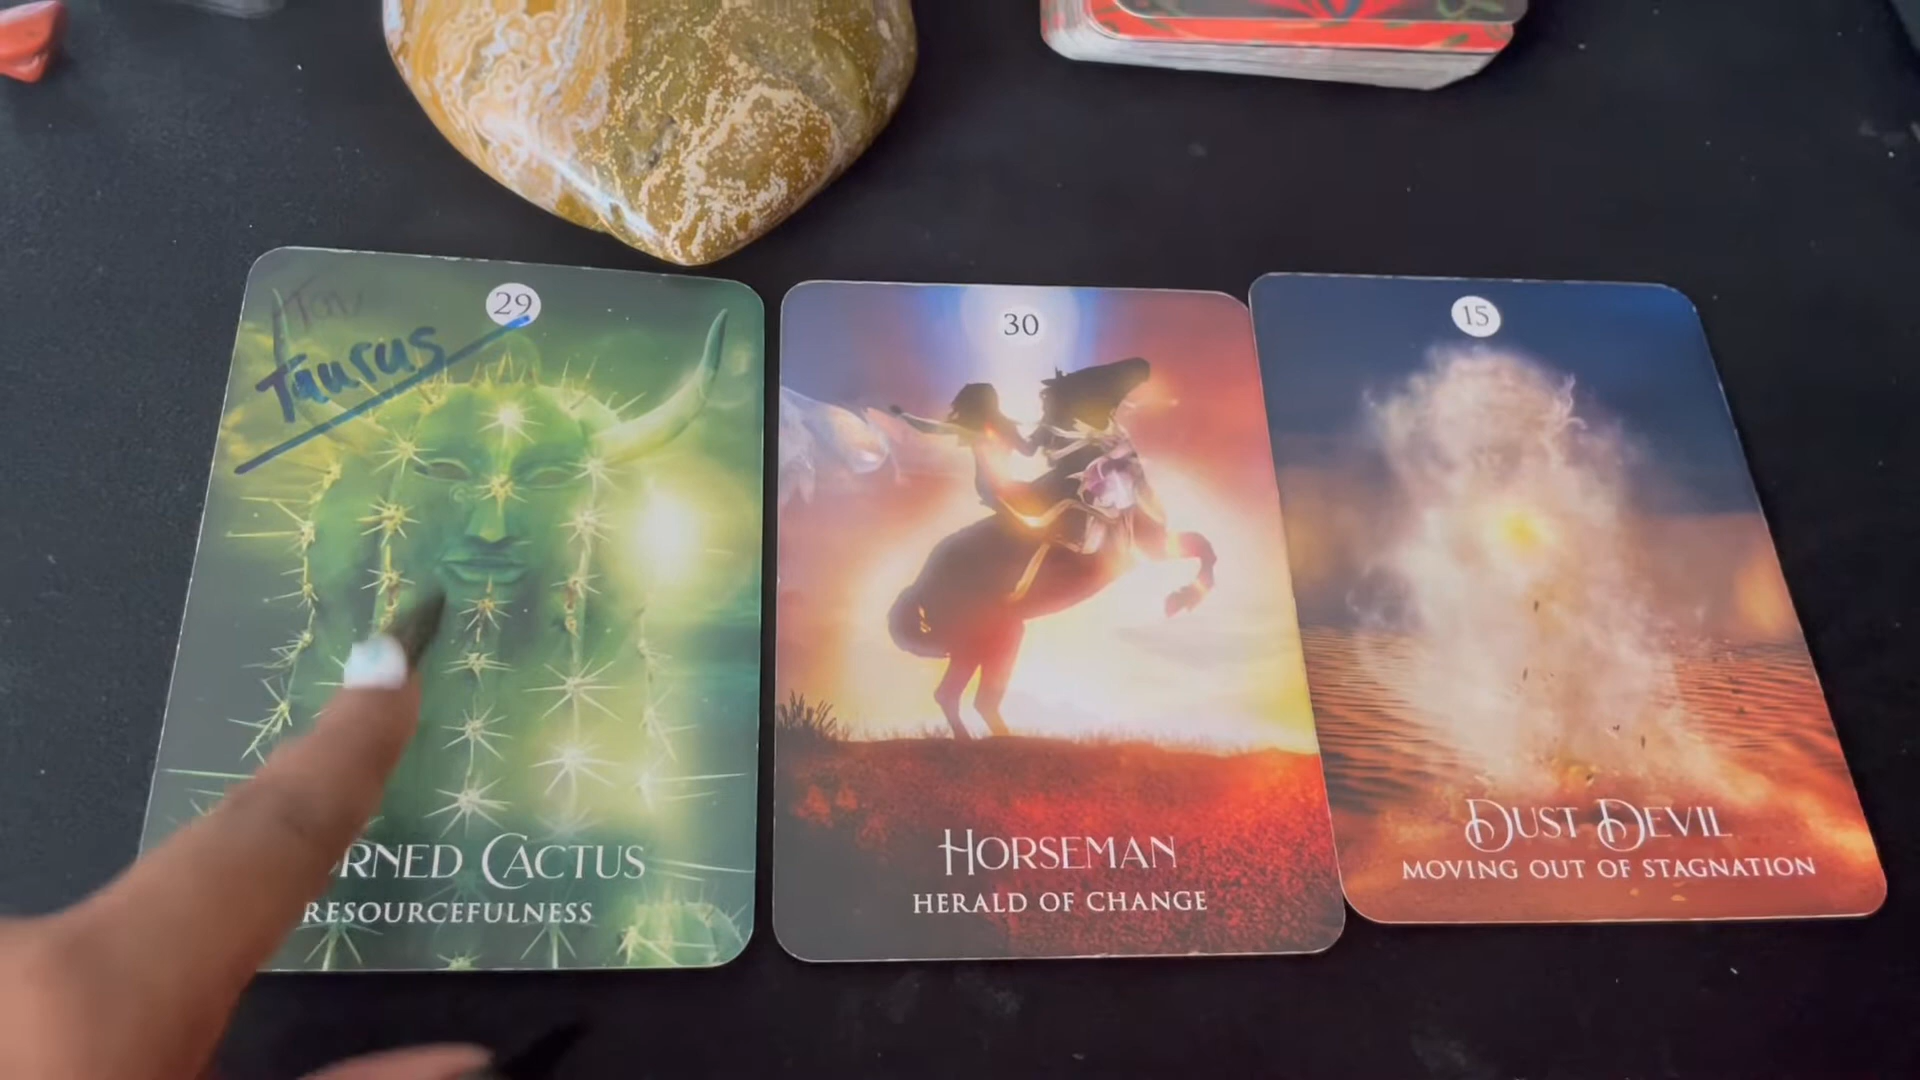 29
Taurus
RNED CACTUS
RESOURCEFULNESS
30
HORSEMAN
HERALD OF CHANGE
15
DUST DEVIL
MOVING OUT OF STAGNATION